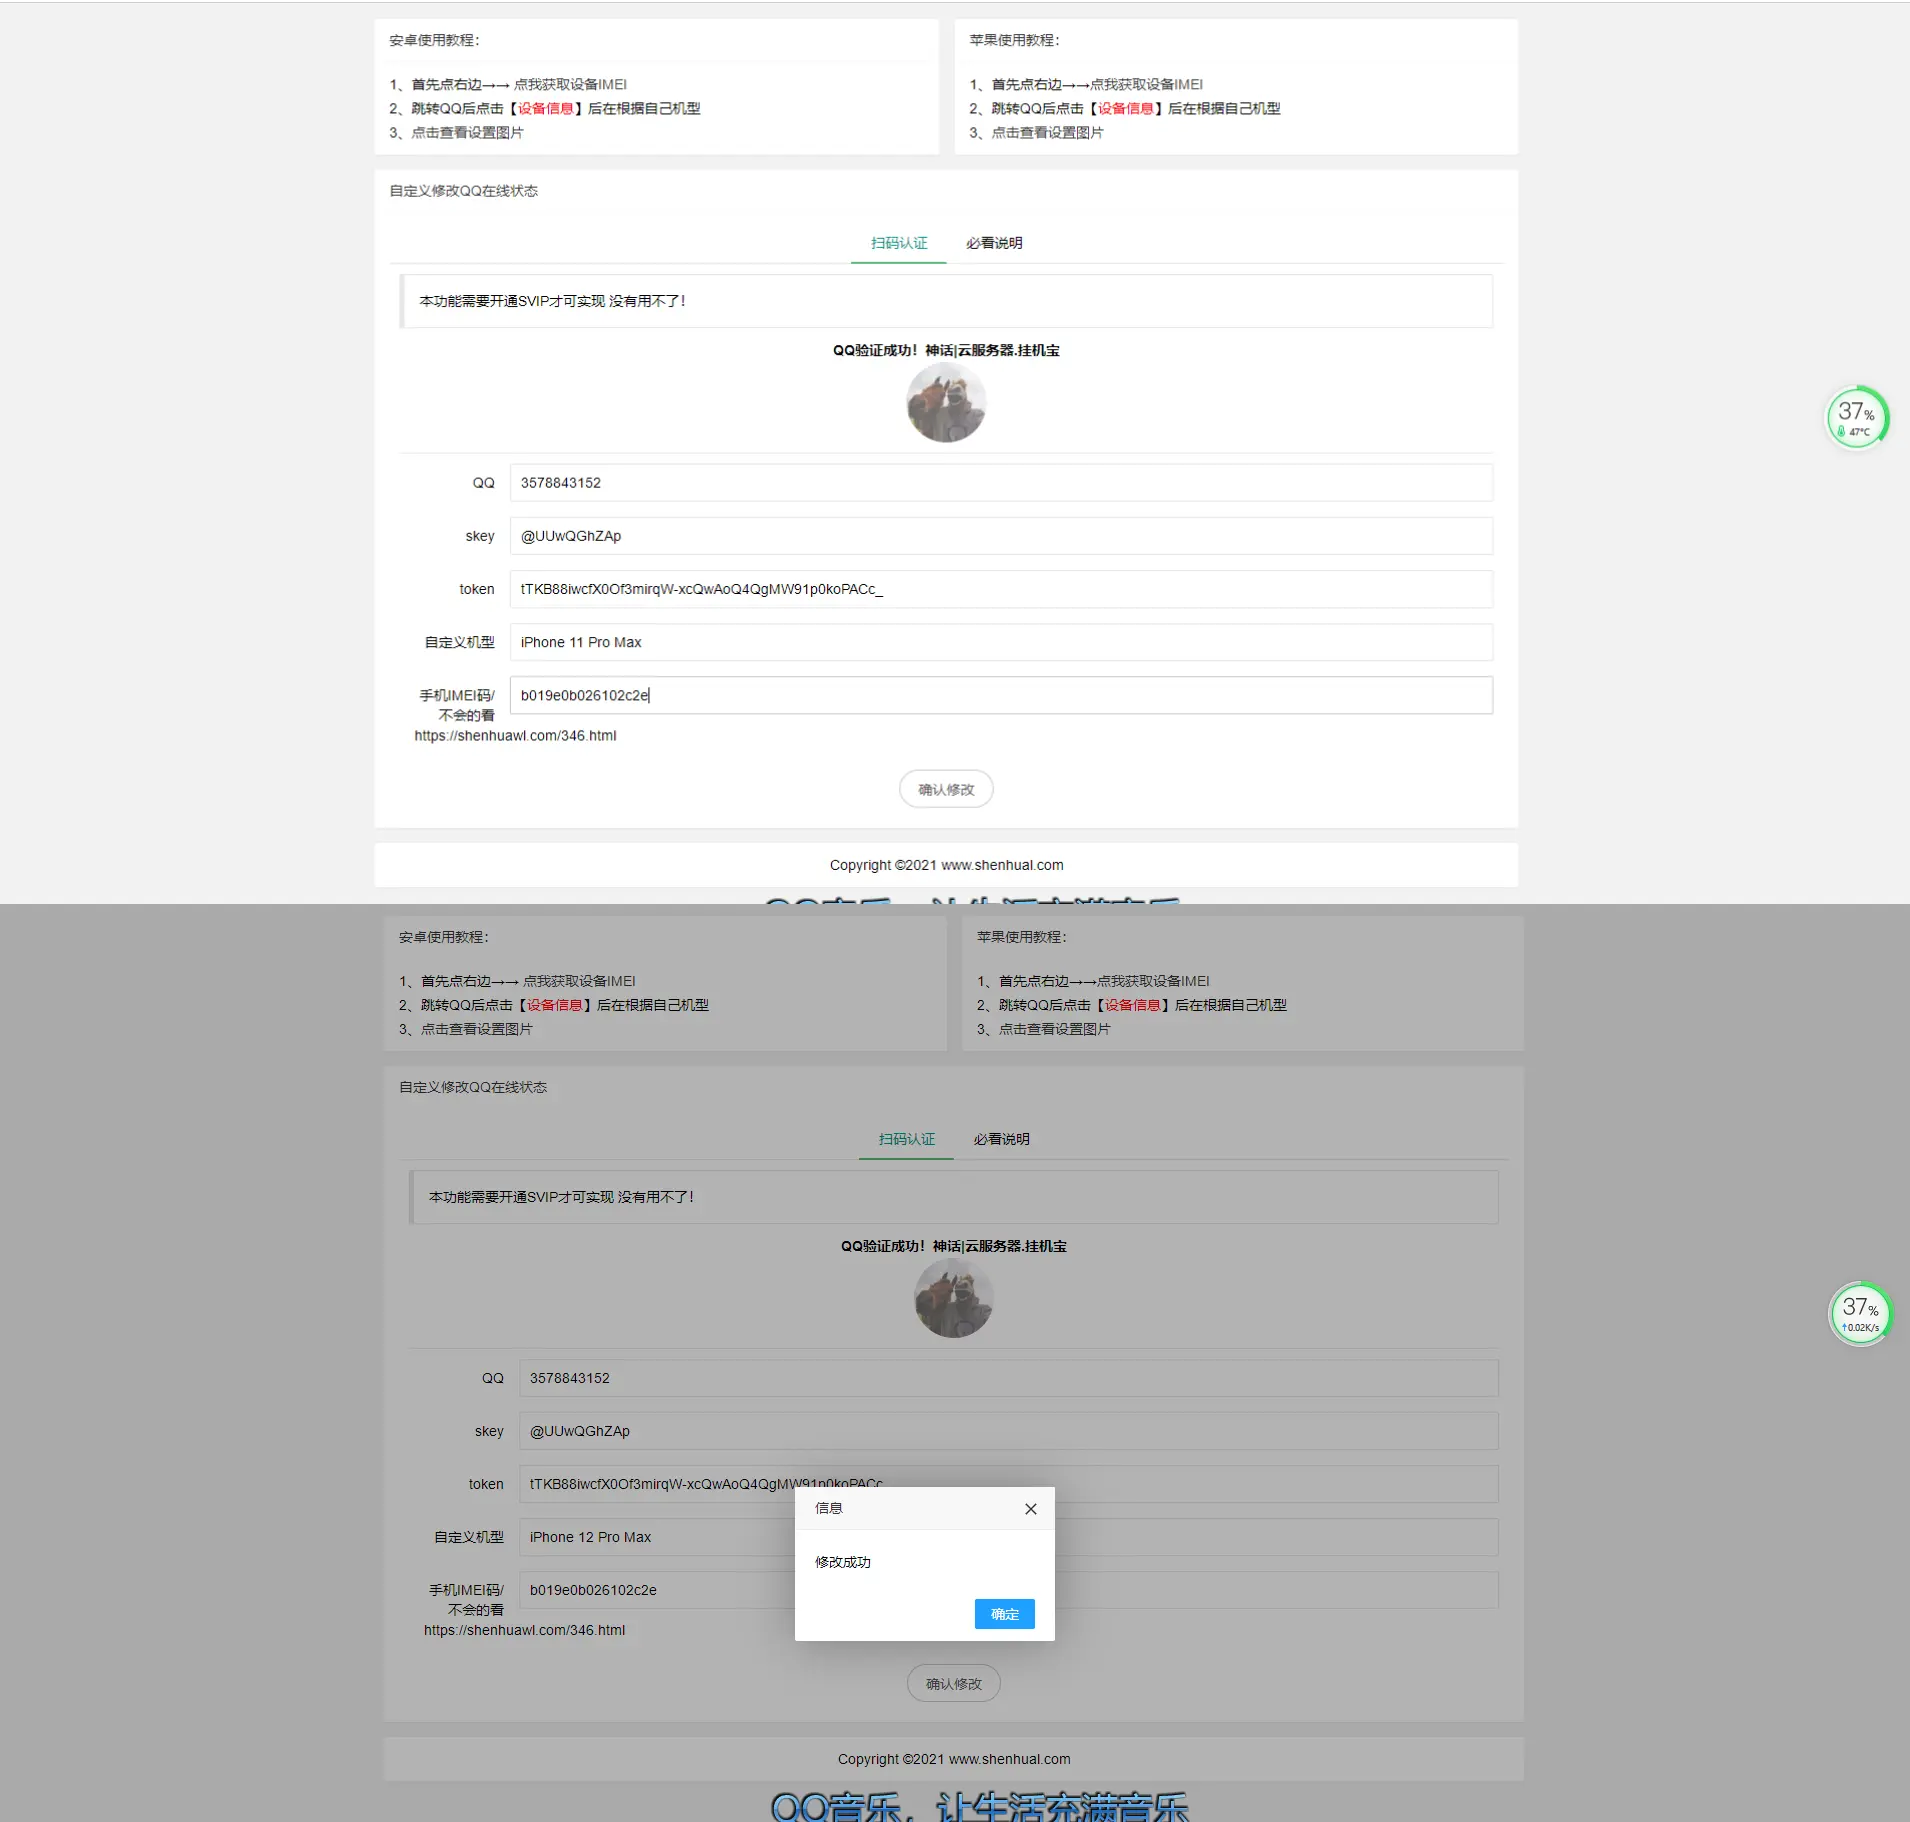 安卓使用教程:
1、首先点右边→→ 点我获取设备IMEI
2、跳转QQ后点击【设备信息】后在根据自己机型
3、点击查看设置图片
苹果使用教程:
1、首先点右边→→点我获取设备IMEI
2、跳转QQ后点击【设备信息】后在根据自己机型
3、点击查看设置图片
自定义修改QQ在线状态
扫码认证 必看说明
本功能需要开通SVIP才可实现 没有用不了!
QQ验证成功! 神话|云服务器.挂机宝
37%
47°C
QQ 3578843152
skey @UUwQGhZAp
token tTKB88iwcfX0Of3mirqW-xcQwAoQ4QgMW91p0koPACc_
自定义机型 iPhone 11 Pro Max
手机IMEI码/ b019e0b026102c2e
不会的看
https://shenhuawl.com/346.html
确认修改
Copyright ©2021 www.shenhual.com
QQ音乐，让生活充满音乐
安卓使用教程:
1、首先点右边→→ 点我获取设备IMEI
2、跳转QQ后点击【设备信息】后在根据自己机型
3、点击查看设置图片
苹果使用教程:
1、首先点右边→→点我获取设备IMEI
2、跳转QQ后点击【设备信息】后在根据自己机型
3、点击查看设置图片
自定义修改QQ在线状态
扫码认证 必看说明
本功能需要开通SVIP才可实现 没有用不了!
QQ验证成功! 神话|云服务器.挂机宝
37%
↑0.02K/s
QQ 3578843152
skey @UUwQGhZAp
token tTKB88iwcfX0Of3mirqW-xcQwAoQ4QgMW91p0koPACc
信息
自定义机型 iPhone 12 Pro Max
修改成功
手机IMEI码/ b019e0b026102c2e
不会的看
确定
https://shenhuawl.com/346.html
确认修改
Copyright ©2021 www.shenhual.com
QQ音乐，让生活充满音乐